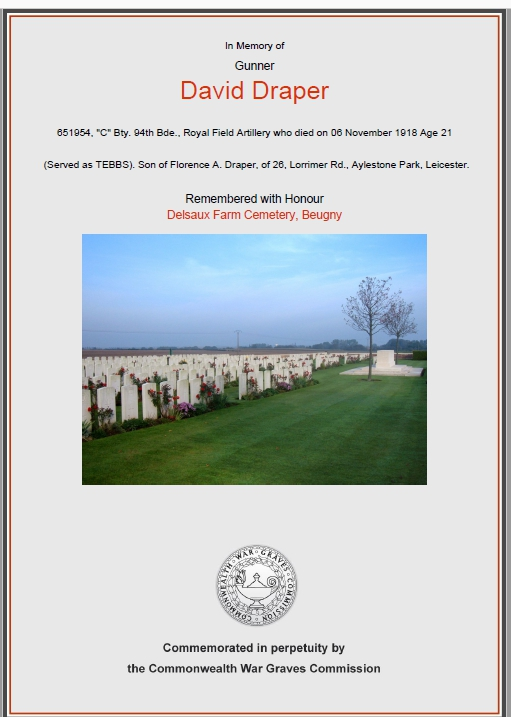 In Memory of
Gunner
David Draper
651954, "C" Bty. 94th Bde., Royal Field Artillery who died on 06 November 1918 Age 21
(Served as TEBBS). Son of Florence A. Draper, of 26, Lorrimer Rd., Aylestone Park, Leicester.
Remembered with Honour
Delsaux Farm Cemetery, Beugny
COMMONWEALTH · WAR · GRAVES · COMMISSION ·
Commemorated in perpetuity by
the Commonwealth War Graves Commission